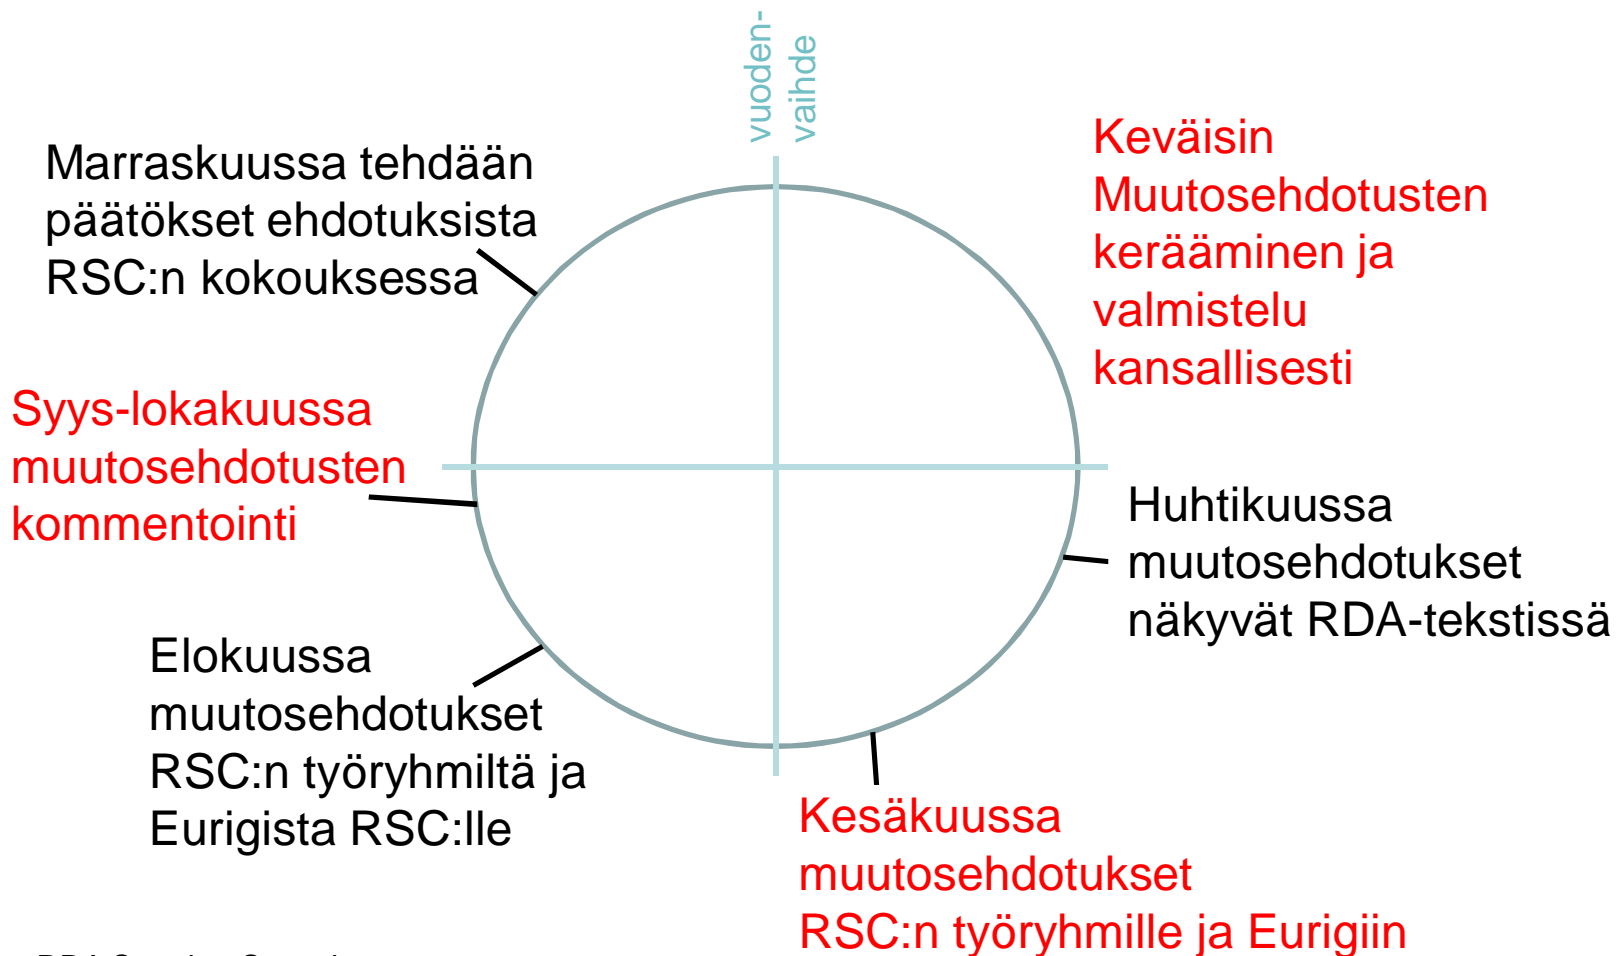 vuoden-
vaihde
Keväisin
Muutosehdotusten
kerääminen ja
valmistelu
kansallisesti
Huhtikuussa
muutosehdotukset
näkyvät RDA-tekstissä
Kesäkuussa
muutosehdotukset
RSC:n työryhmille ja Eurigiin
Elokuussa
muutosehdotukset
RSC:n työryhmiltä ja
Eurigista RSC:lle
Syys-lokakuussa
muutosehdotusten
kommentointi
Marraskuussa tehdään
päätökset ehdotuksista
RSC:n kokouksessa